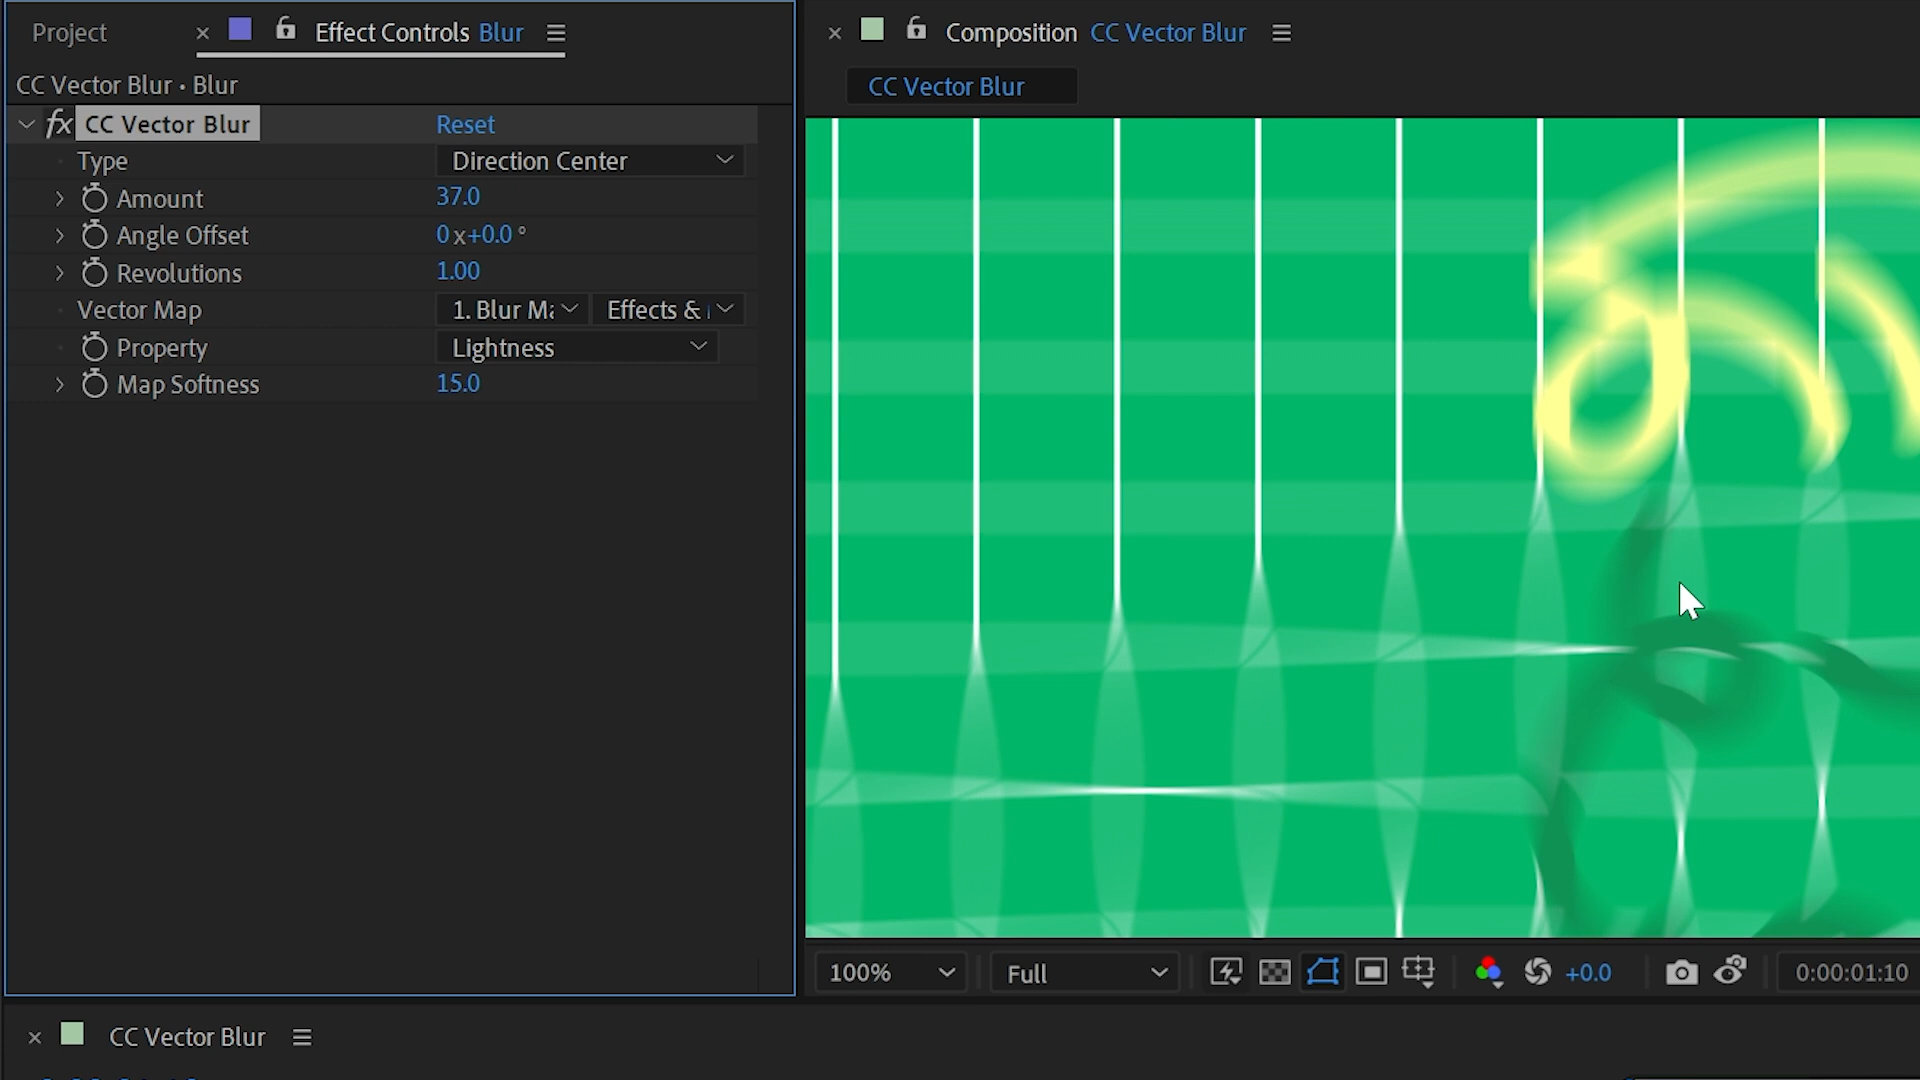 Project
× Effect Controls Blur
× Composition CC Vector Blur
CC Vector Blur • Blur
CC Vector Blur
fx CC Vector Blur Reset
Type Direction Center
Amount 37.0
Angle Offset 0x+0.0°
Revolutions 1.00
Vector Map 1. Blur Ma Effects &
Property Lightness
Map Softness 15.0
100% Full +0.0 0:00:01:10
× CC Vector Blur